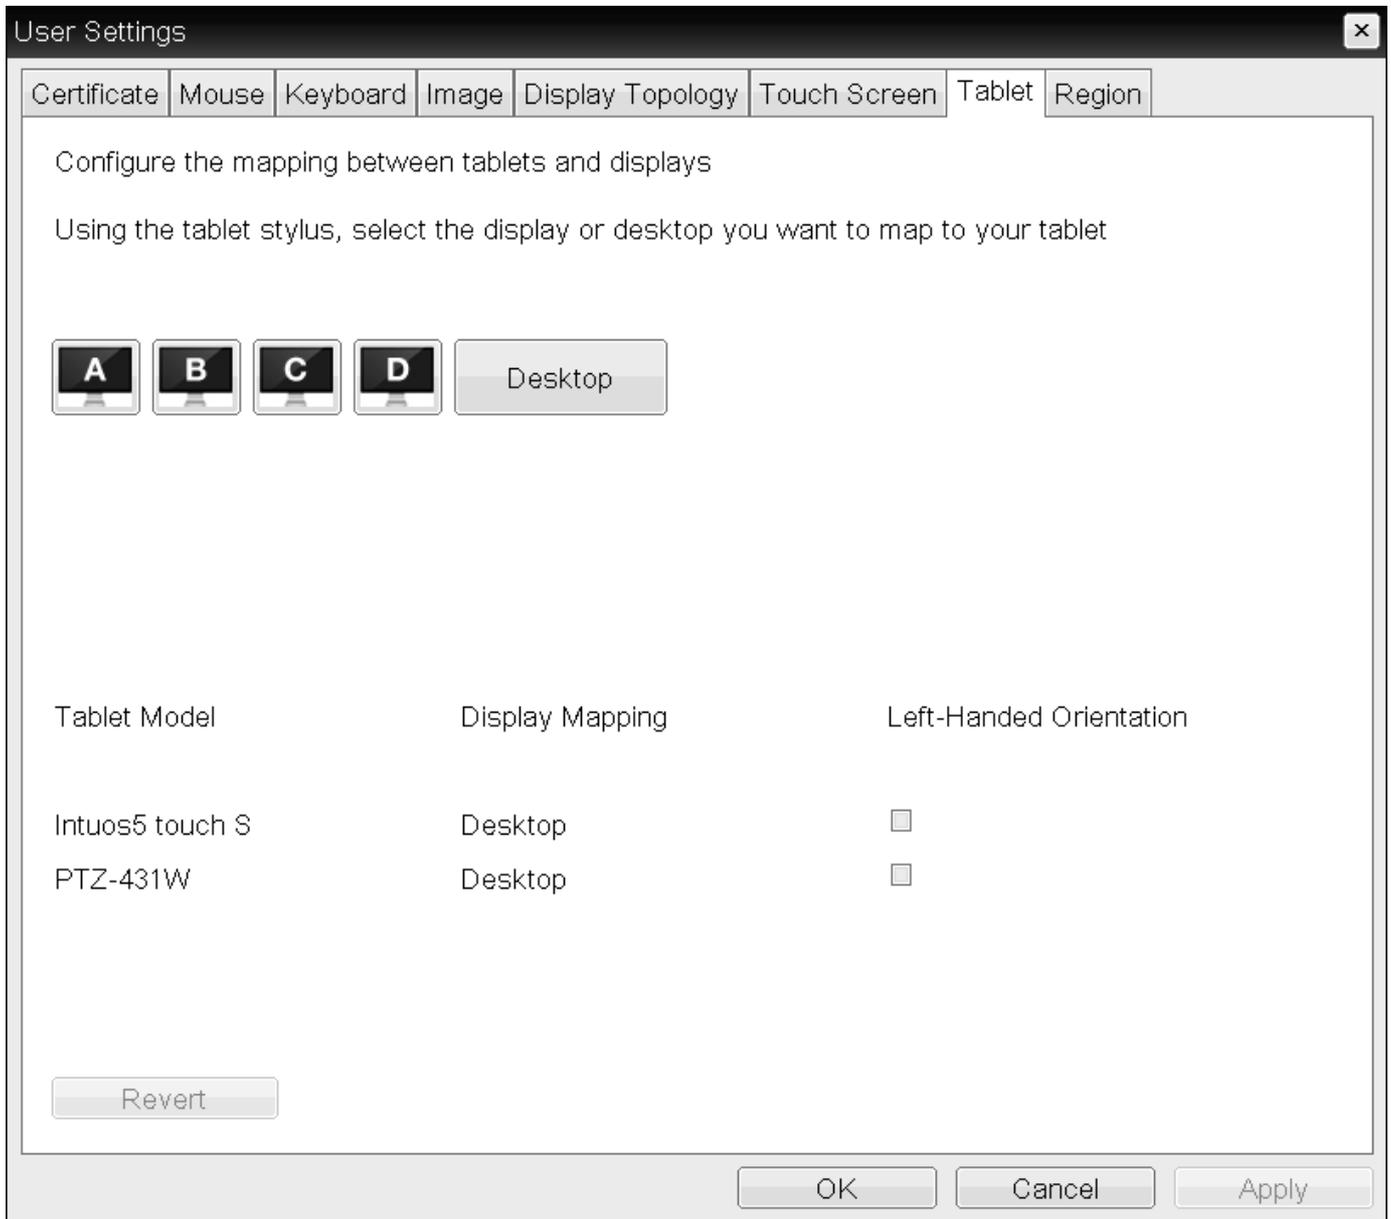 User Settings
Certificate Mouse Keyboard Image Display Topology Touch Screen Tablet Region
Configure the mapping between tablets and displays
Using the tablet stylus, select the display or desktop you want to map to your tablet
A B C D Desktop
Tablet Model Display Mapping Left-Handed Orientation
Intuos5 touch S Desktop
PTZ-431W Desktop
Revert
OK Cancel Apply